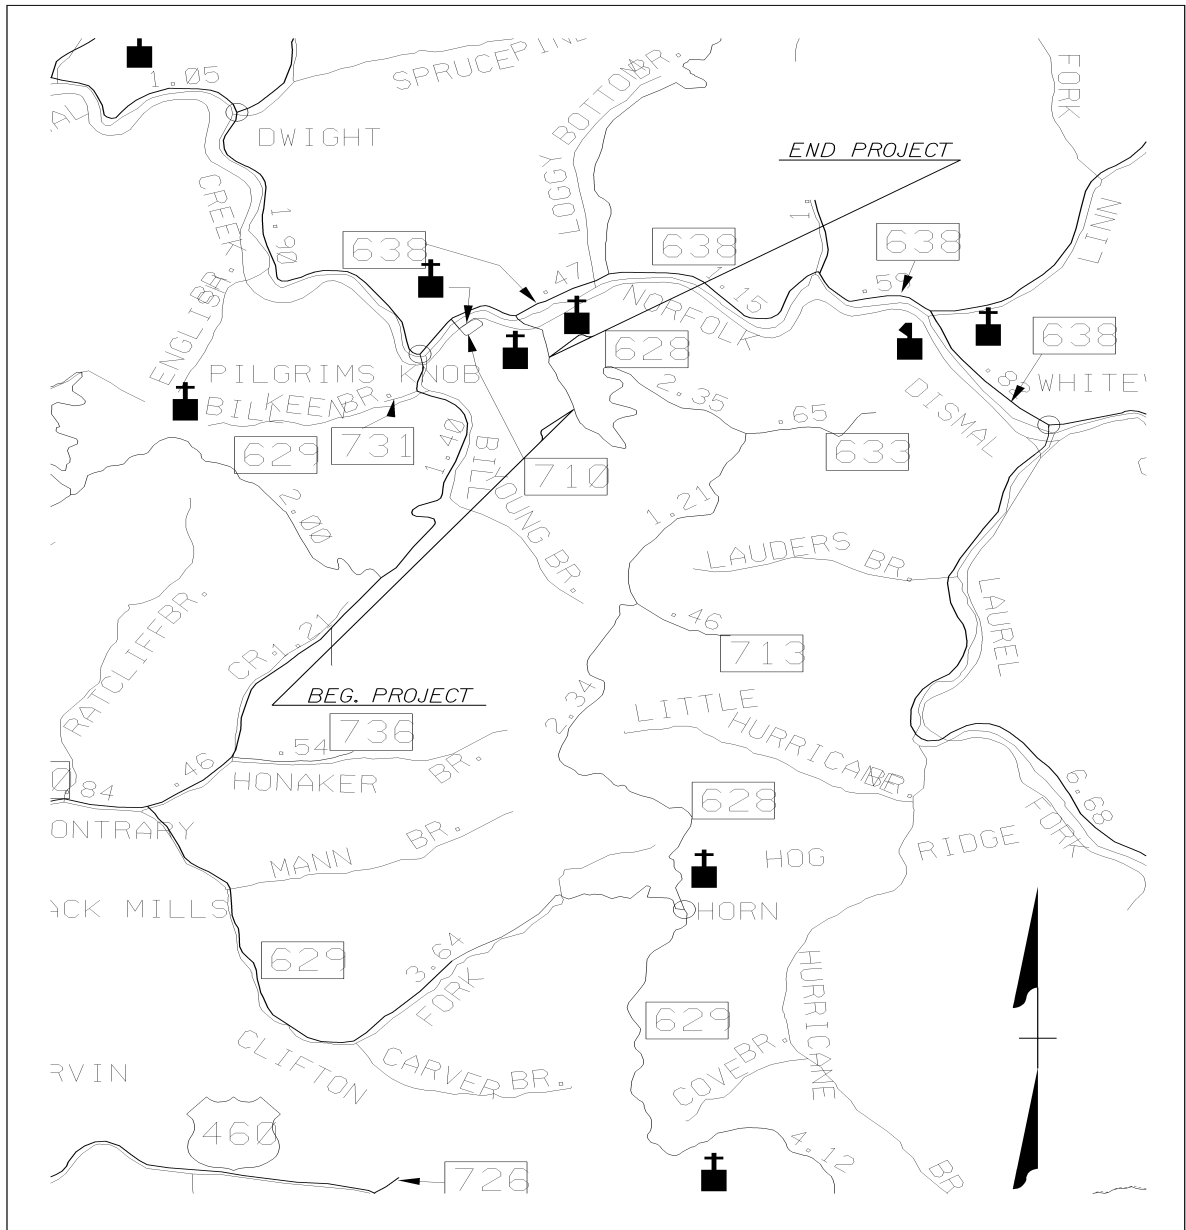 SPRUCEPINE
BR.
FORK
1.05
DWIGHT
LOGGY BOTTOM
END PROJECT
CREEK
1.90
638
638
638
LINN
.47
.15
.59
NORFOLK
ENGLISH
BR.
628
638
PILGRIMS KNOB
WHITEW
BILL KEEN BR.
2.35
.65
DISMAL
629
731
1.40
BILL
YOUNG BR.
710
633
2.00
1.21
LAUDERS BR.
LAUREL
RATCLIFF BR.
.46
CR.
1.21
713
BEG. PROJECT
2.34
LITTLE
HURRICANE
BR.
736
.54
.46
HONAKER
BR.
.84
628
6.68
FORK
ONTRARY
MANN
BR.
HOG
RIDGE
ACK MILLS
HORN
629
3.64
FORK
HURRICANE
629
RVIN
CLIFTON
CARVER BR.
COVE BR.
460
4.12
BR
726